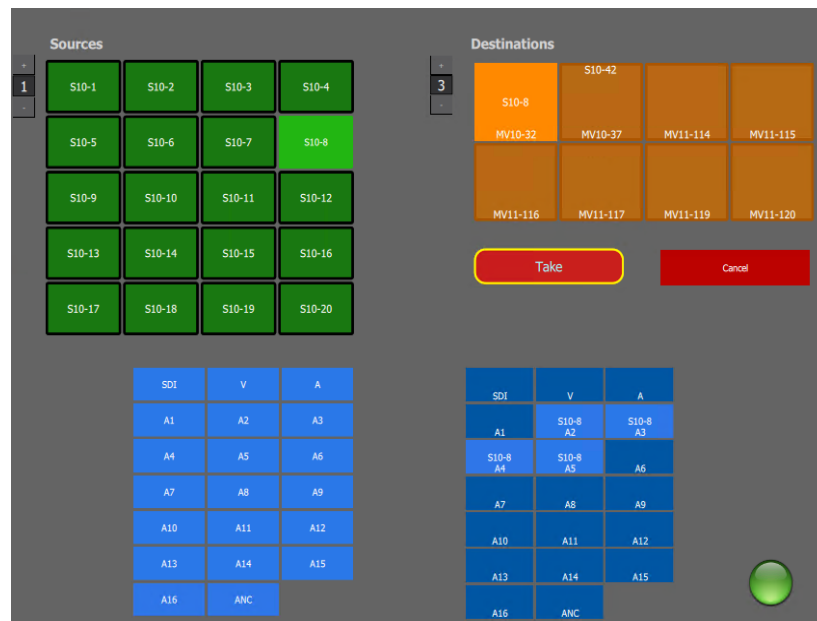 Sources
Destinations
+
1
-
S10-1 S10-2 S10-3 S10-4
S10-5 S10-6 S10-7 S10-8
S10-9 S10-10 S10-11 S10-12
S10-13 S10-14 S10-15 S10-16
S10-17 S10-18 S10-19 S10-20
+
3
-
S10-42
S10-8
MV10-32 MV10-37 MV11-114 MV11-115
MV11-116 MV11-117 MV11-119 MV11-120
Take
Cancel
SDI V A
A1 A2 A3
A4 A5 A6
A7 A8 A9
A10 A11 A12
A13 A14 A15
A16 ANC
SDI V A
S10-8 S10-8
A1 A2 A3
S10-8 S10-8
A4 A5 A6
A7 A8 A9
A10 A11 A12
A13 A14 A15
A16 ANC